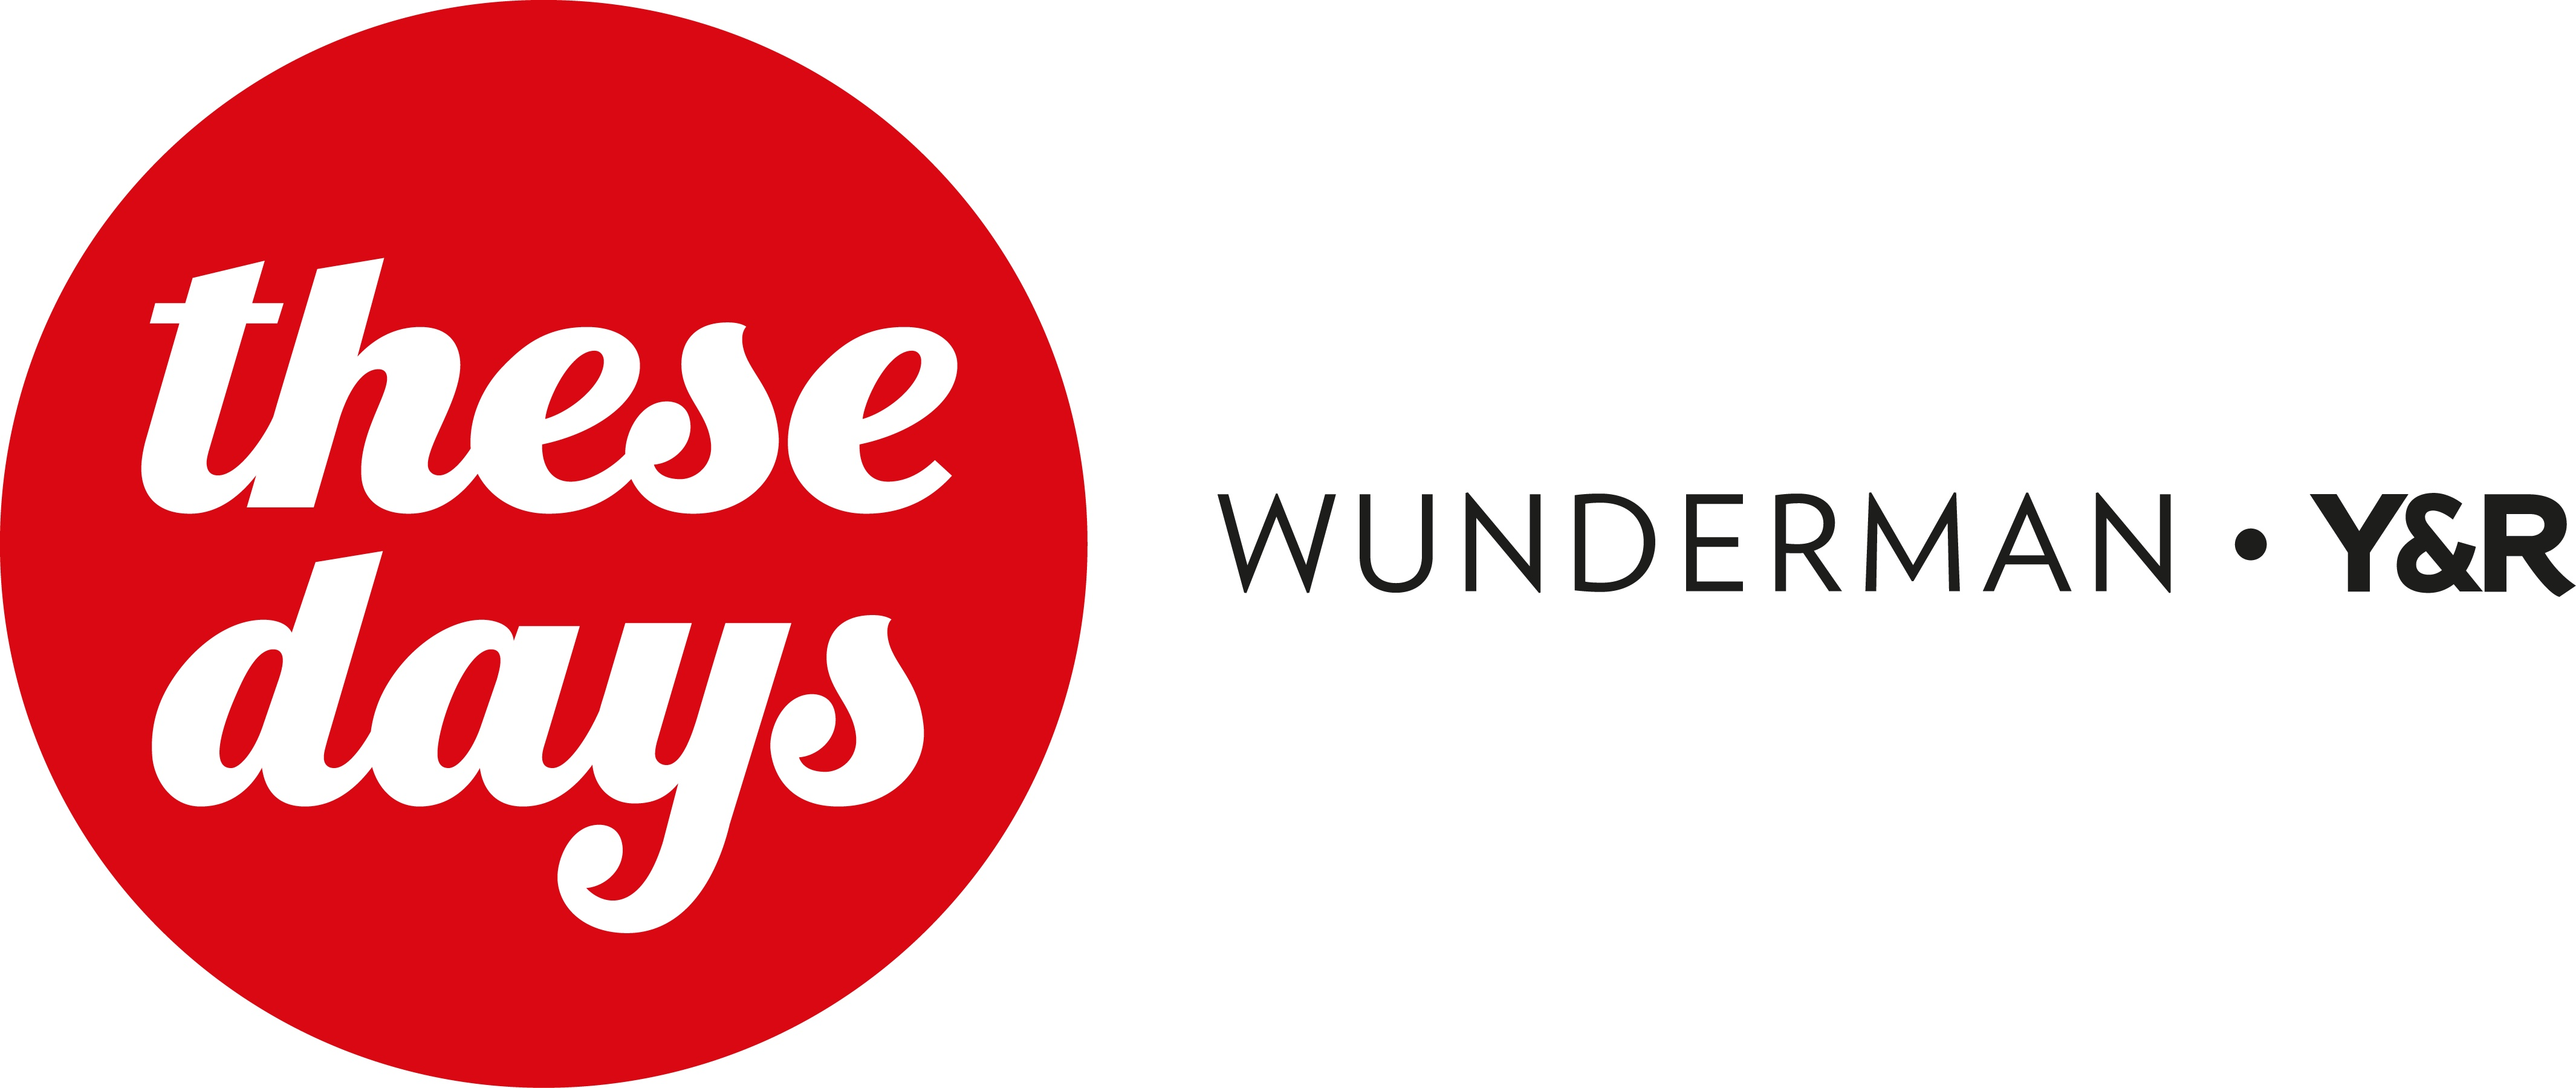 these
days
WUNDERMAN • Y&R